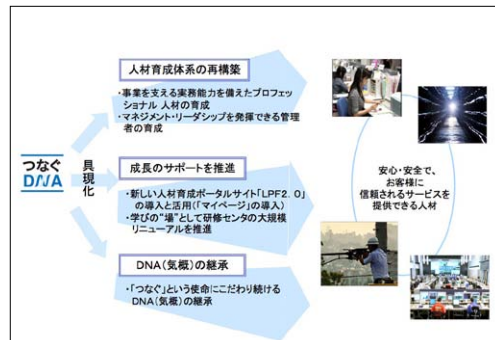 つなぐ
DNA
具現化
人材育成体系の再構築
・事業を支える実務能力を備えたプロフェッ
ショナル 人材の育成
・マネジメント・リーダシップを発揮できる管理
者の育成
成長のサポートを推進
・新しい人材育成ポータルサイト「LPF2.0」
の導入と活用(「マイページ」の導入)
・学びの“場”として研修センタの大規模
リニューアルを推進
DNA(気概)の継承
・「つなぐ」という使命にこだわり続ける
DNA(気概)の継承
安心・安全で、
お客様に
信頼されるサービスを
提供できる人材